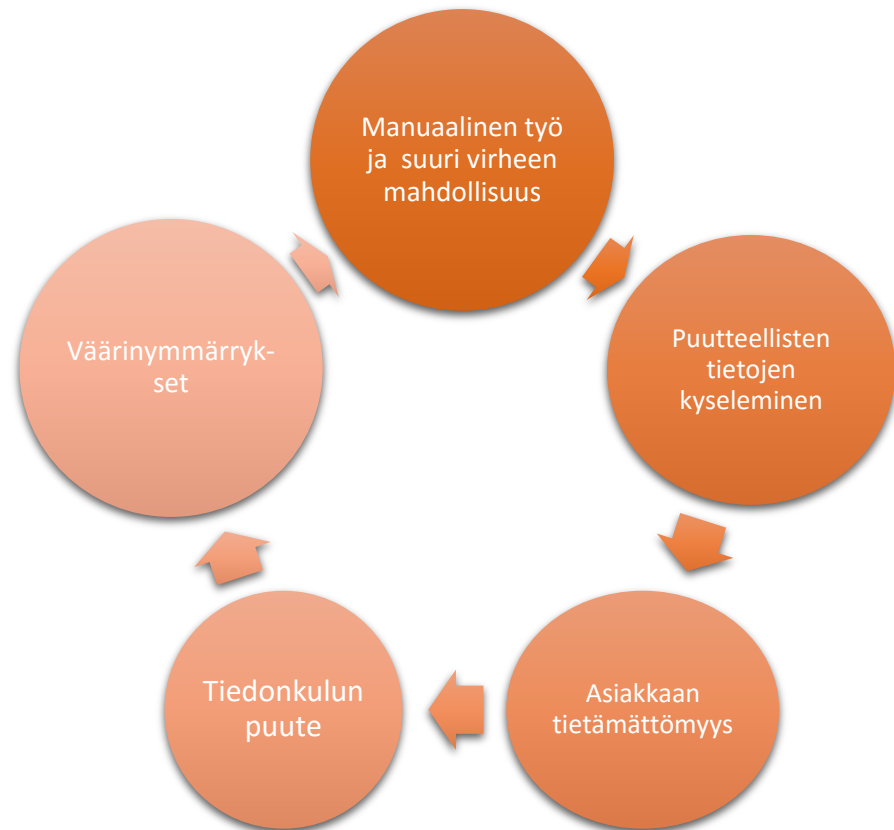 Manuaalinen työ
ja suuri virheen
mahdollisuus
Puutteellisten
tietojen
kyseleminen
Asiakkaan
tietämättömyys
Tiedonkulun
puute
Väärinymmärryk-
set